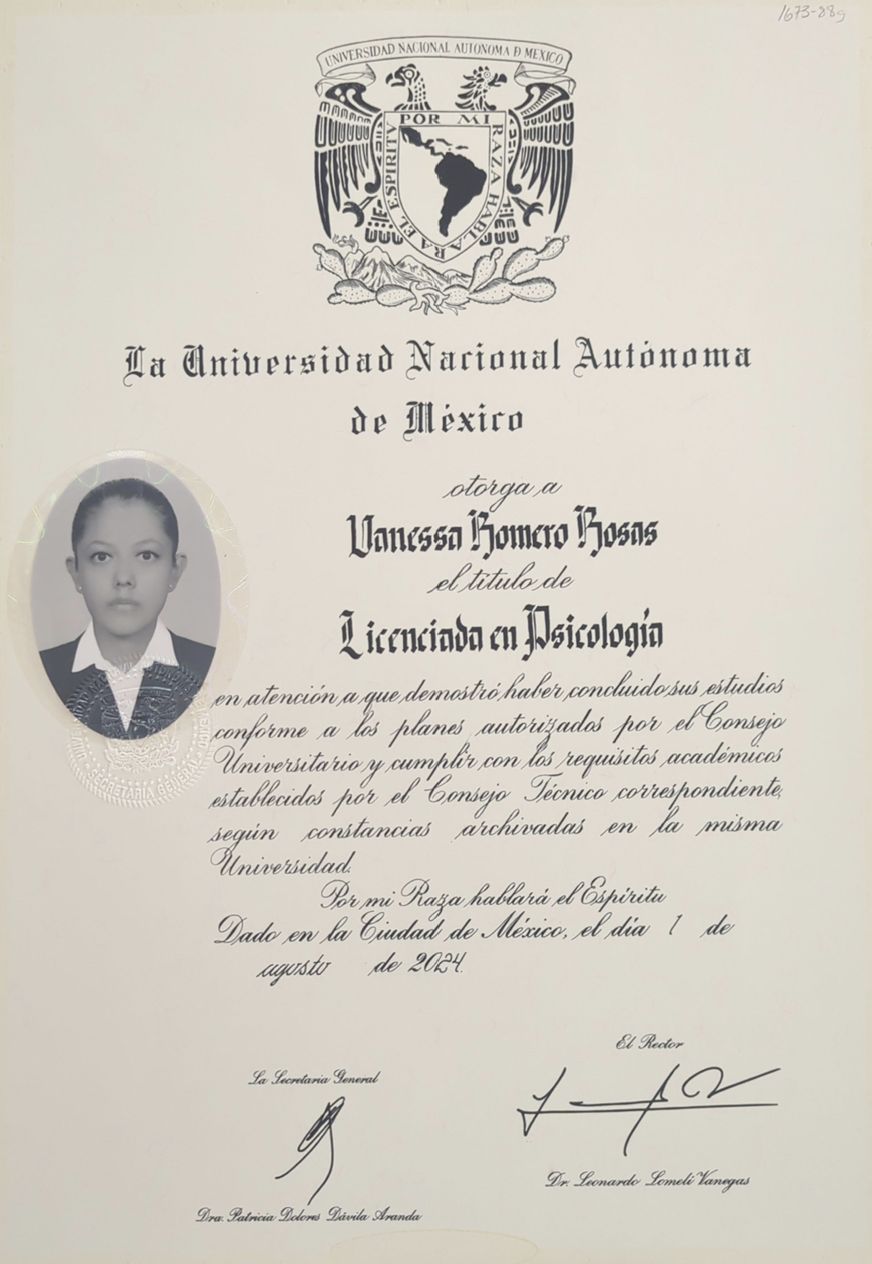 1673-889
UNIVERSIDAD NACIONAL AUTONOMA D MEXICO
POR MI RAZA HABLARA EL ESPIRITU
La Universidad Nacional Autónoma
de México
otorga a
Vanessa Romero Rosas
el título de
Licenciada en Psicología
en atención a que demostró haber concluido sus estudios
conforme a los planes autorizados por el Consejo
Universitario y cumplir con los requisitos académicos
establecidos por el Consejo Técnico correspondiente,
según constancias archivadas en la misma
Universidad.
Por mi Raza hablará el Espíritu
Dado en la Ciudad de México, el día 1 de
agosto de 2024.
El Rector
La Secretaria General
Dr. Leonardo Lomelí Vanegas
Dra. Patricia Dolores Dávila Aranda
SECRETARÍA GENERAL